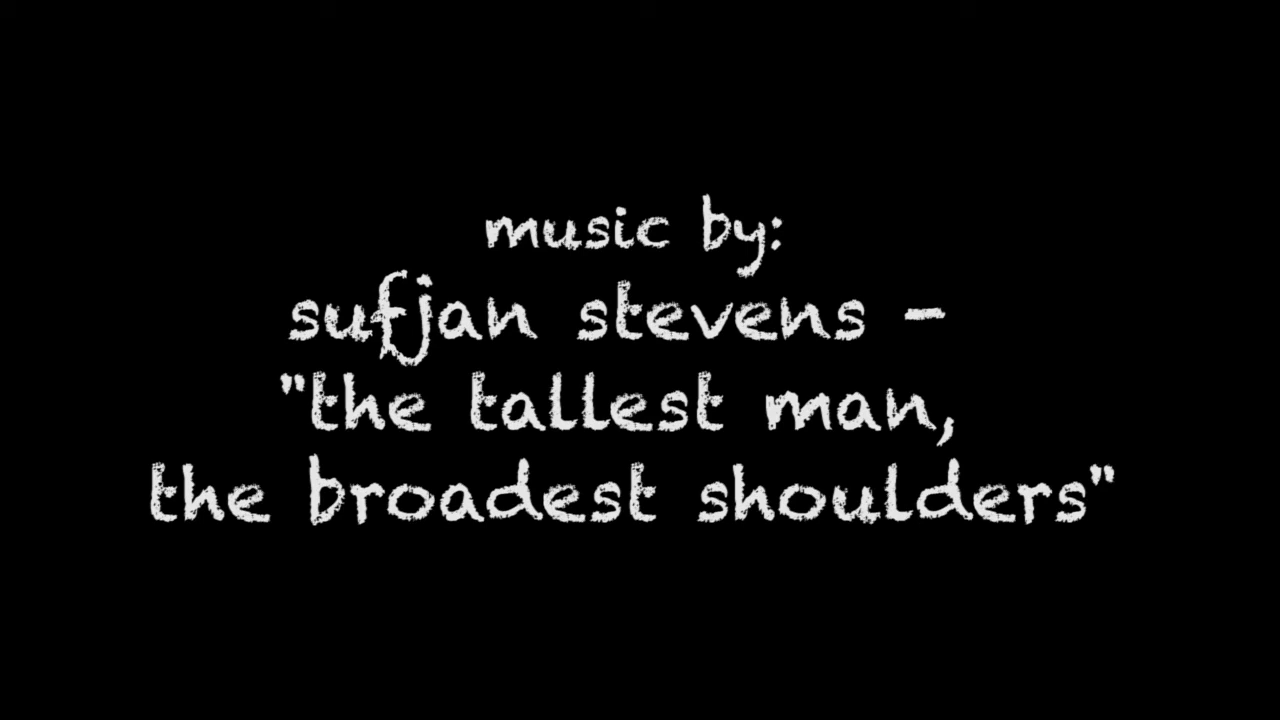 music by:
sufjan stevens -
"the tallest man,
the broadest shoulders"